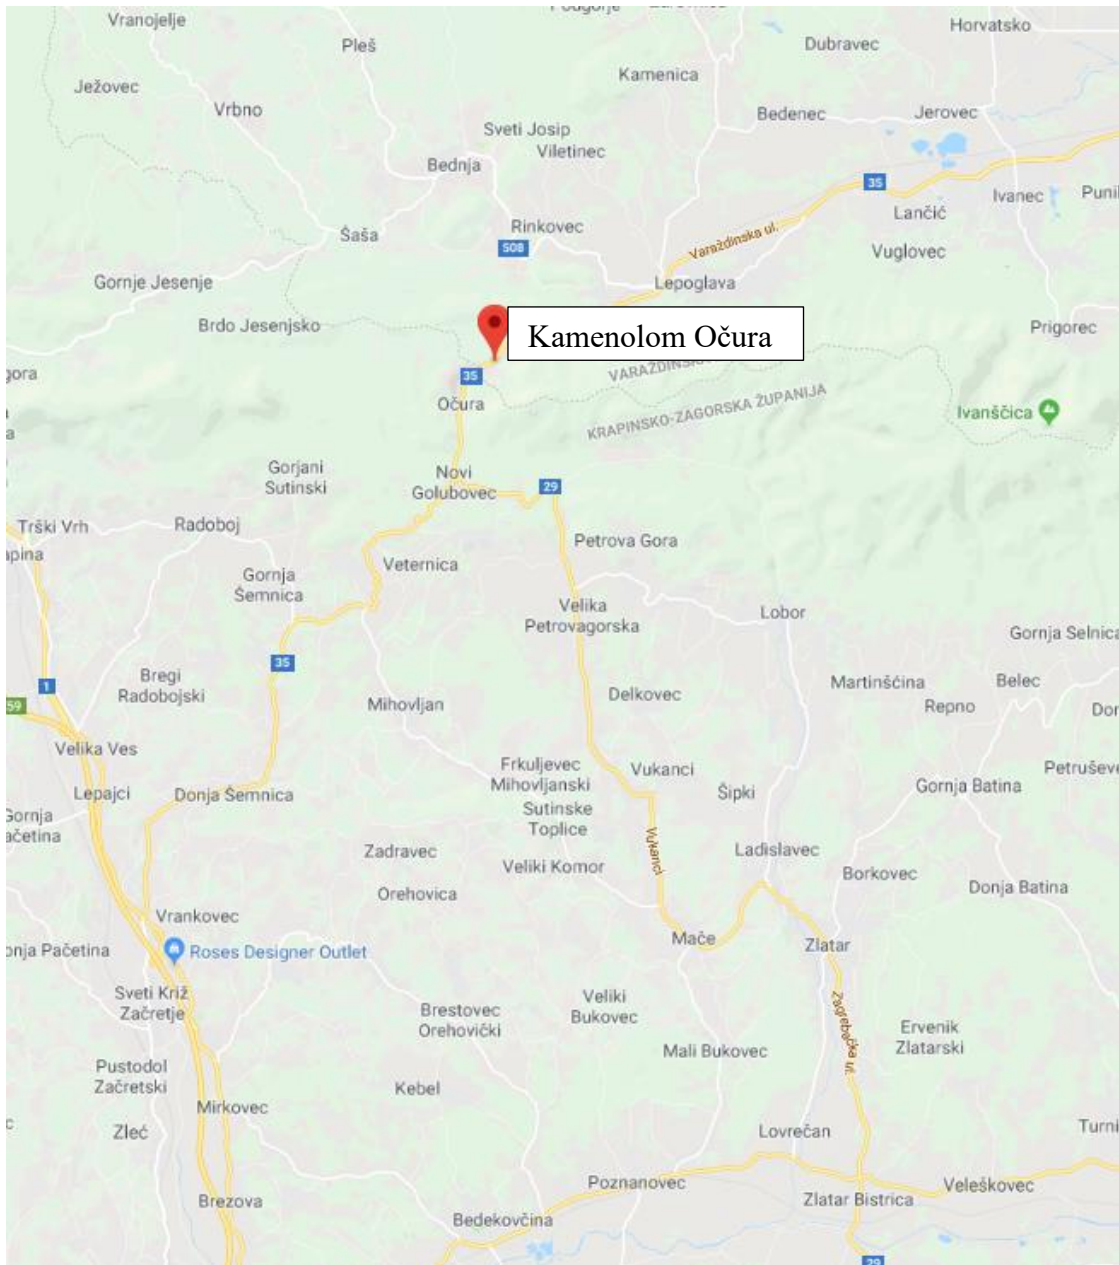 Podgorje
Vranojelje
Horvatsko
Pleš
Dubravec
Kamenica
Ježovec
Vrbno
Bedenec
Jerovec
Sveti Josip
Viletinec
Bednja
35
Ivanec
Lančić
Rinkovec
Šaša
508
Varaždinska ul.
Vuglovec
Gornje Jesenje
Lepoglava
Brdo Jesenjsko
Kamenolom Očura
Prigorec
35
Očura
KRAPINSKO-ZAGORSKA ŽUPANIJA
Ivanščica
Gorjani
Sutinski
Novi
Golubovec
29
Trški Vrh
Radoboj
Petrova Gora
Veternica
Gornja
Šemnica
Velika
Petrovagorska
Lobor
Gornja Selnica
35
Bregi
Radobojski
1
59
Mihovljan
Delkovec
Martinšćina
Belec
Repno
Velika Ves
Frkuljevec
Mihovljanski
Vukanci
Lepajci
Donja Šemnica
Sutinske
Toplice
Šipki
Gornja Batina
Gornja
Vukanci
Zadravec
Veliki Komor
Ladislavec
Orehovica
Borkovec
Donja Batina
Vrankovec
Roses Designer Outlet
Mače
Zlatar
Sveti Križ
Začretje
Brestovec
Orehovički
Veliki
Bukovec
Zagrebačka ul.
Ervenik
Zlatarski
Mali Bukovec
Pustodol
Začretski
Kebel
Mirkovec
Zleć
Lovrečan
Poznanovec
Brezova
Zlatar Bistrica
Veleškovec
Bedekovčina
29